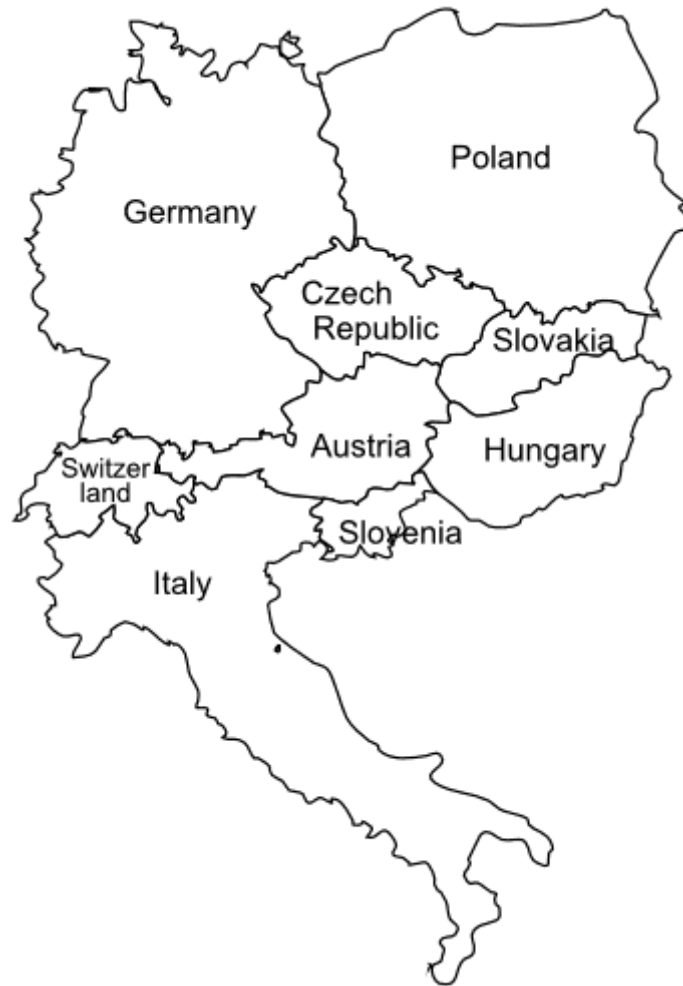 Poland
Germany
Czech
Republic
Slovakia
Austria
Hungary
Switzer
land
Slovenia
Italy